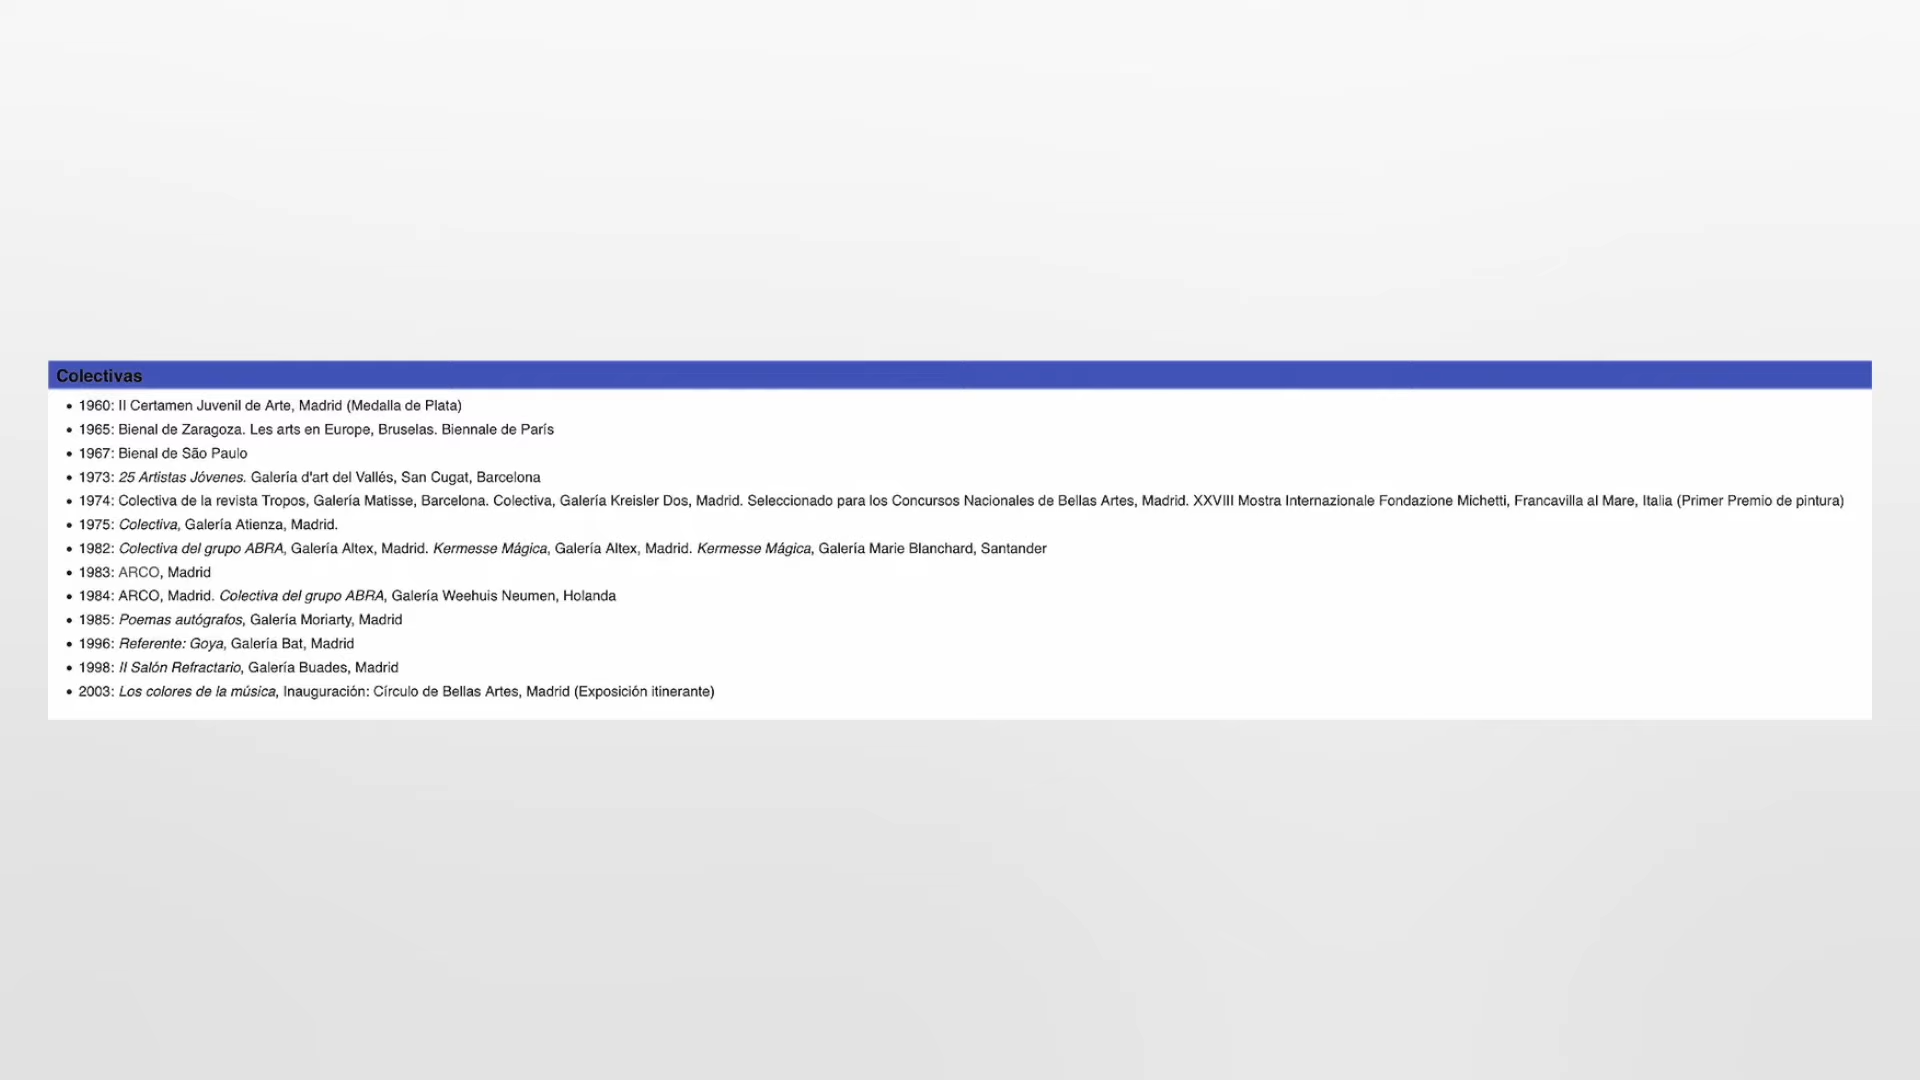 Colectivas
• 1960: II Certamen Juvenil de Arte, Madrid (Medalla de Plata)
• 1965: Bienal de Zaragoza. Les arts en Europe, Bruselas. Biennale de París
• 1967: Bienal de São Paulo
• 1973: 25 Artistas Jóvenes. Galería d'art del Vallés, San Cugat, Barcelona
• 1974: Colectiva de la revista Tropos, Galería Matisse, Barcelona. Colectiva, Galería Kreisler Dos, Madrid. Seleccionado para los Concursos Nacionales de Bellas Artes, Madrid. XXVIII Mostra Internazionale Fondazione Michetti, Francavilla al Mare, Italia (Primer Premio de pintura)
• 1975: Colectiva, Galería Atienza, Madrid.
• 1982: Colectiva del grupo ABRA, Galería Altex, Madrid. Kermesse Mágica, Galería Altex, Madrid. Kermesse Mágica, Galería Marie Blanchard, Santander
• 1983: ARCO, Madrid
• 1984: ARCO, Madrid. Colectiva del grupo ABRA, Galería Weehuis Neumen, Holanda
• 1985: Poemas autógrafos, Galería Moriarty, Madrid
• 1996: Referente: Goya, Galería Bat, Madrid
• 1998: II Salón Refractario, Galería Buades, Madrid
• 2003: Los colores de la música, Inauguración: Círculo de Bellas Artes, Madrid (Exposición itinerante)